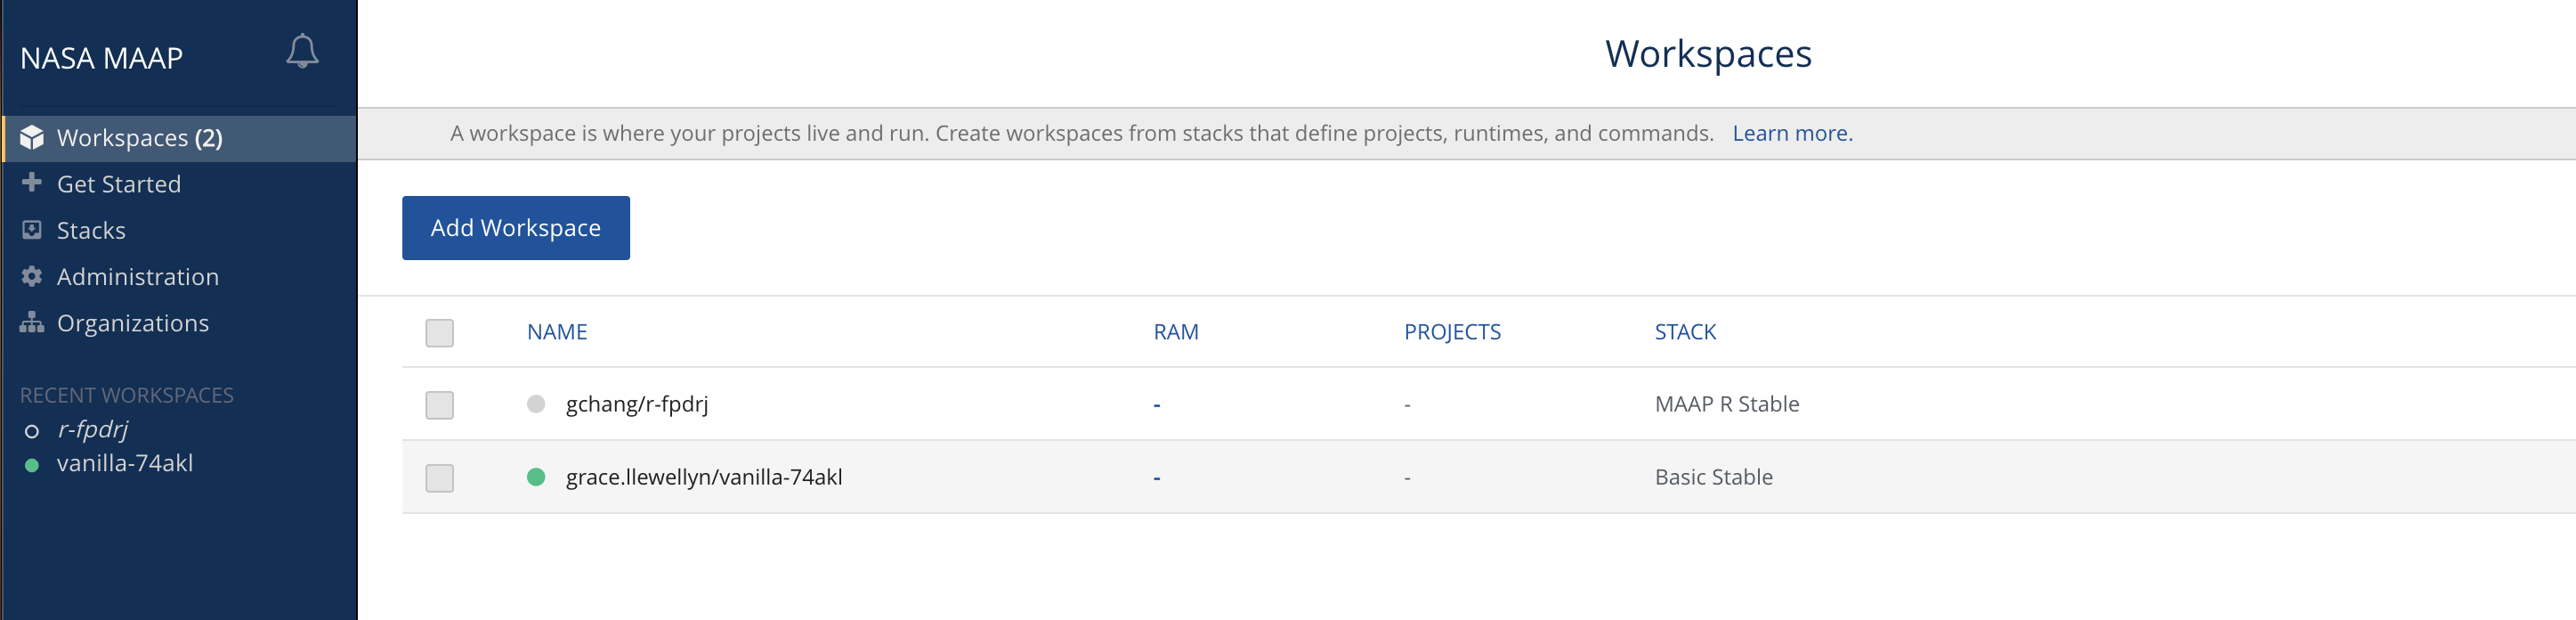 NASA MAAP
Workspaces (2)
Get Started
Stacks
Administration
Organizations
RECENT WORKSPACES
r-fpdrj
vanilla-74akl
Workspaces
A workspace is where your projects live and run. Create workspaces from stacks that define projects, runtimes, and commands. Learn more.
Add Workspace
NAME RAM PROJECTS STACK
gchang/r-fpdrj - - MAAP R Stable
grace.llewellyn/vanilla-74akl - - Basic Stable